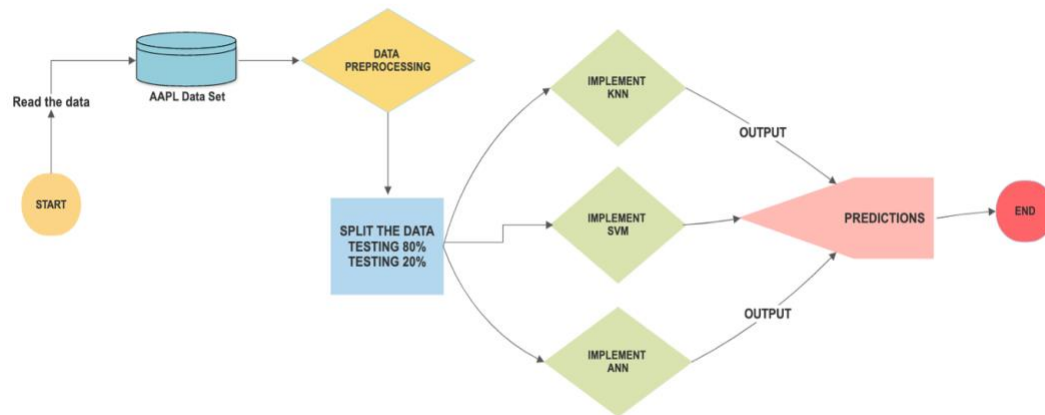 START
Read the data
AAPL Data Set
DATA
PREPROCESSING
SPLIT THE DATA
TESTING 80%
TESTING 20%
IMPLEMENT
KNN
IMPLEMENT
SVM
IMPLEMENT
ANN
OUTPUT
OUTPUT
PREDICTIONS
END